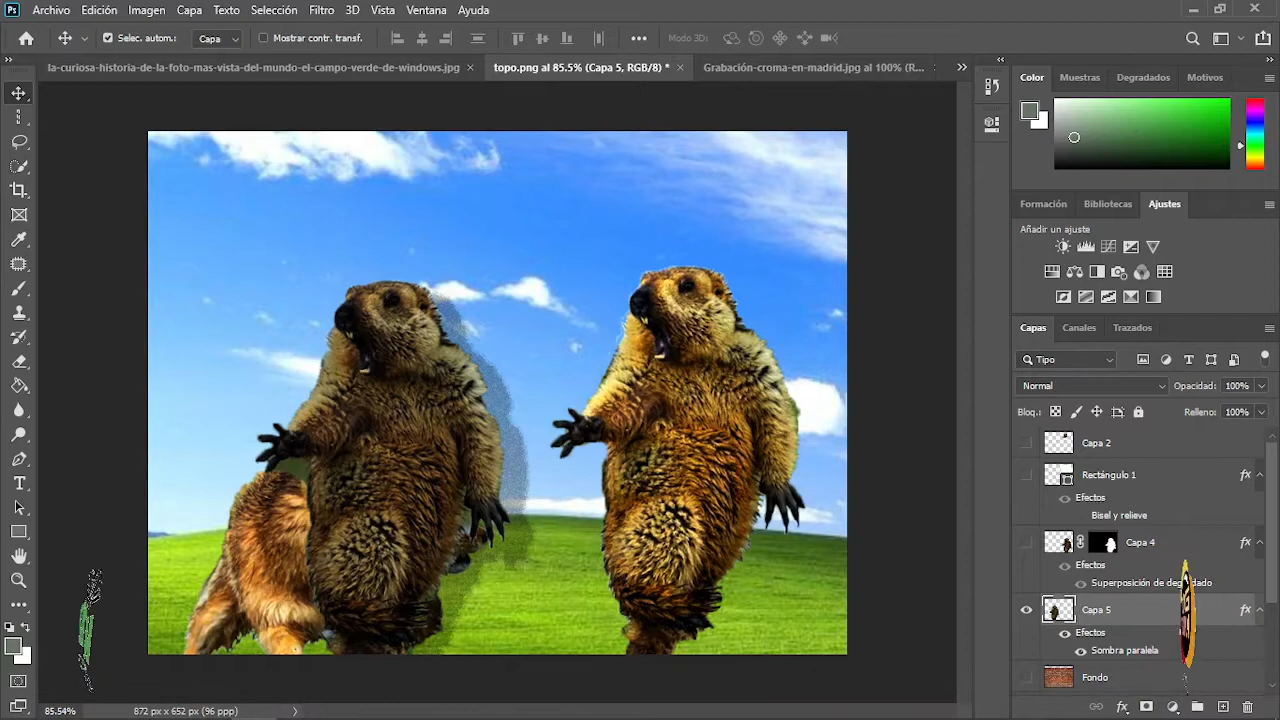 Ps Archivo Edición Imagen Capa Texto Selección Filtro 3D Vista Ventana Ayuda
Selec. autom.: Capa Mostrar contr. transf. Modo 3D:
la-curiosa-historia-de-la-foto-mas-vista-del-mundo-el-campo-verde-de-windows.jpg × topo.png al 85.5% (Capa 5, RGB/8) * × Grabación-croma-en-madrid.jpg al 100% (R...
Color Muestras Degradados Motivos
Formación Bibliotecas Ajustes
Añadir un ajuste
Capas Canales Trazados
Tipo
Normal Opacidad: 100%
Bloq.: Relleno: 100%
Capa 2
Rectángulo 1 fx
Efectos
Bisel y relieve
Capa 4 fx
Efectos
Capa 5 fx
Efectos
Sombra paralela
Fondo
85.54% 872 px x 652 px (96 ppp)